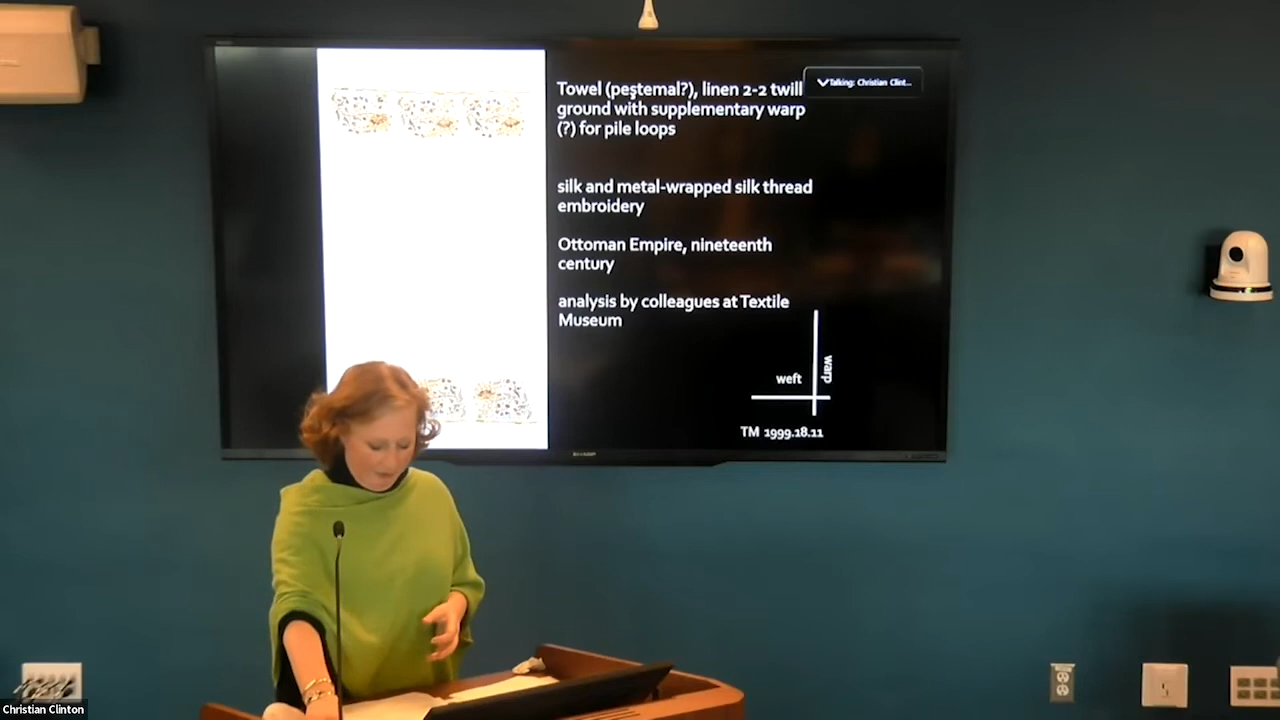 Towel (peştemal?), linen 2-2 twill
ground with supplementary warp
(?) for pile loops
silk and metal-wrapped silk thread
embroidery
Ottoman Empire, nineteenth
century
analysis by colleagues at Textile
Museum
weft
warp
TM 1999.18.11
Talking: Christian Clint...
SHARP
Christian Clinton